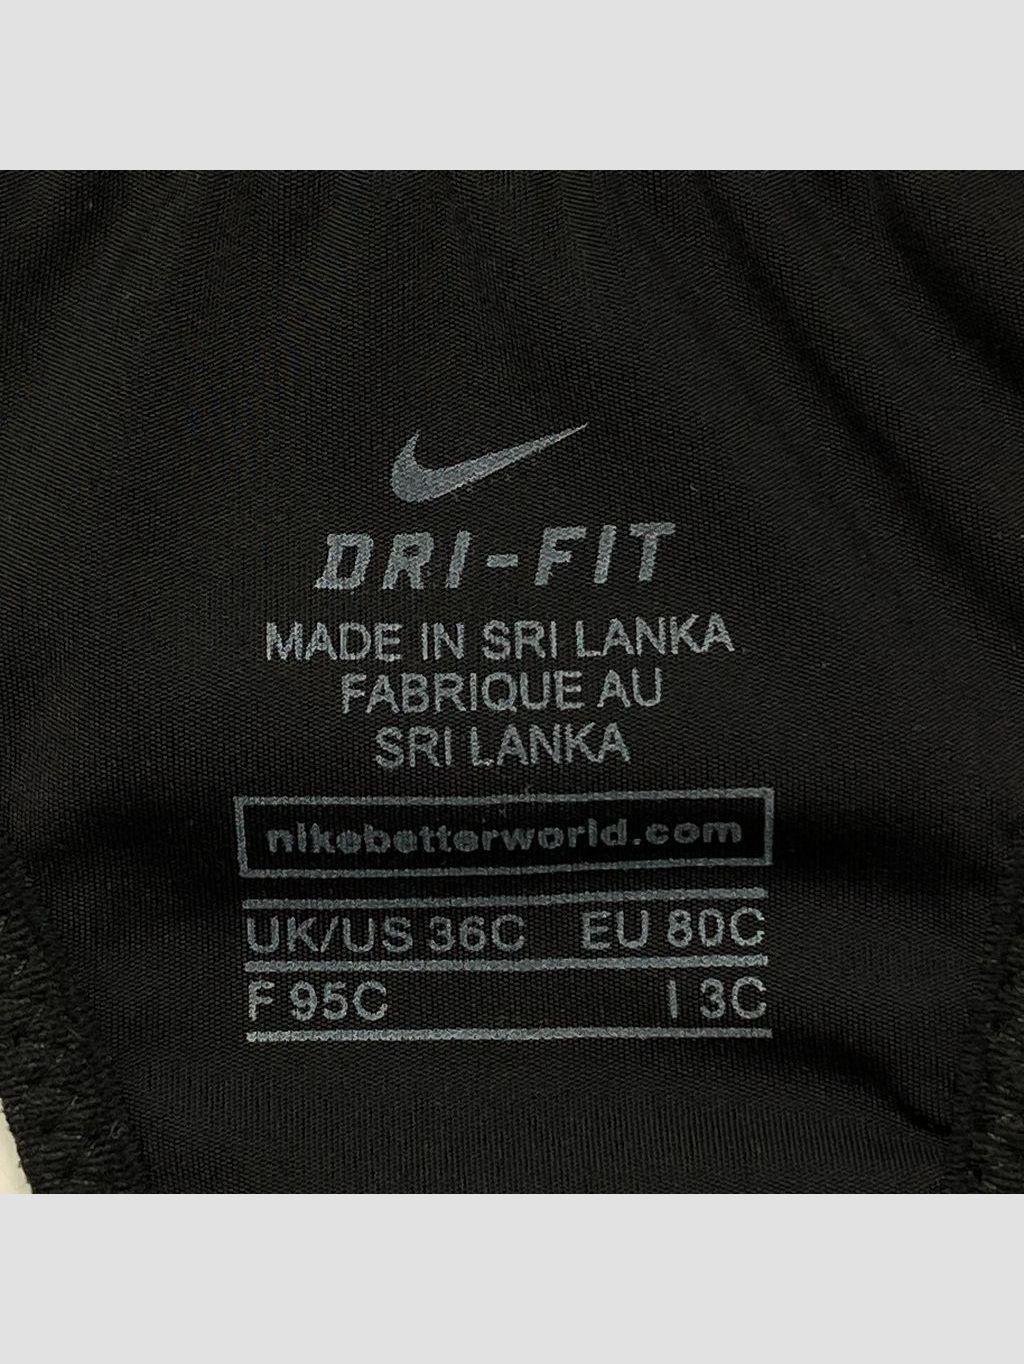 DRI-FIT
MADE IN SRI LANKA
FABRIQUE AU
SRI LANKA
nikebetterworld.com
UK/US 36C EU 80C
F 95C I 3C